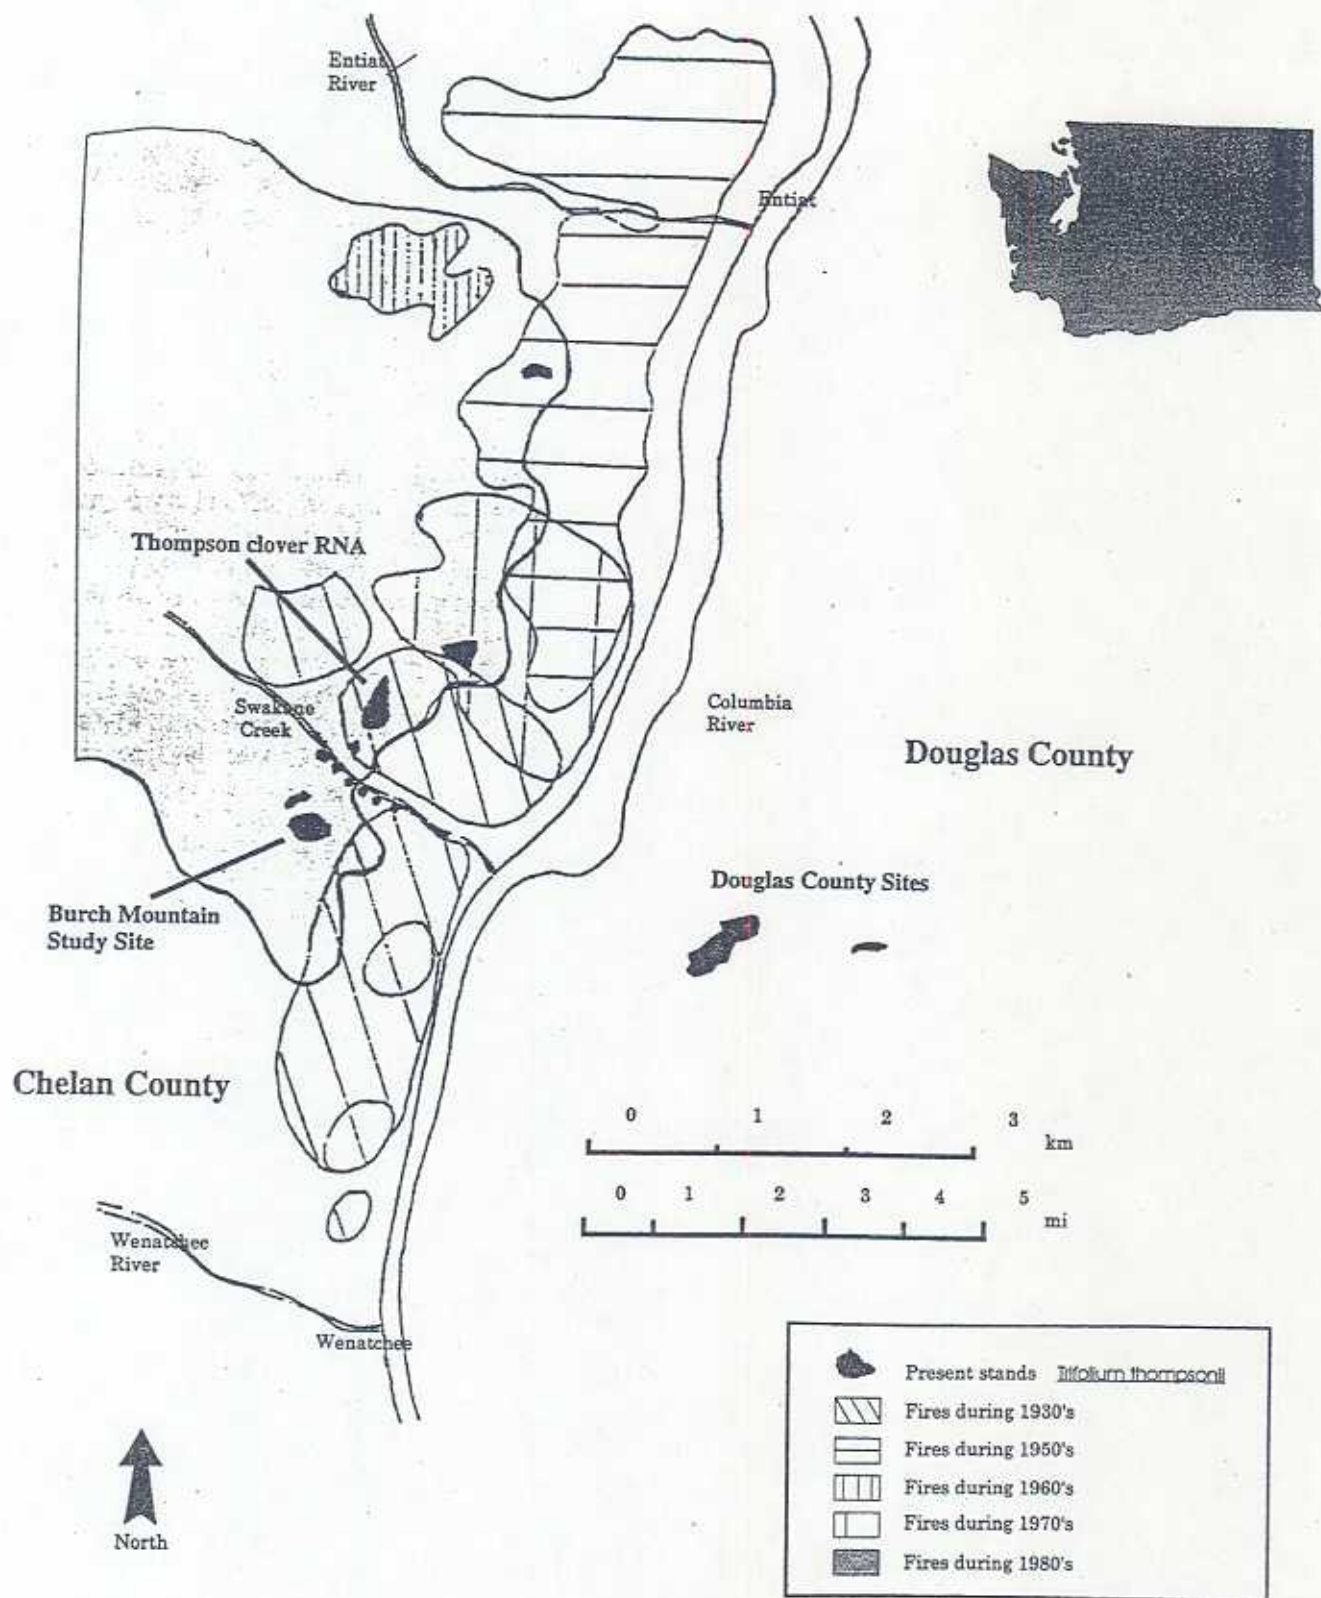 Entiat
River
Entiat
Thompson clover RNA
Swakane
Creek
Columbia
River
Douglas County
Burch Mountain
Study Site
Douglas County Sites
Chelan County
0 1 2 3
km
0 1 2 3 4 5
mi
Wenatchee
River
Wenatchee
North
Present stands Trifolium thompsonii
Fires during 1930's
Fires during 1950's
Fires during 1960's
Fires during 1970's
Fires during 1980's